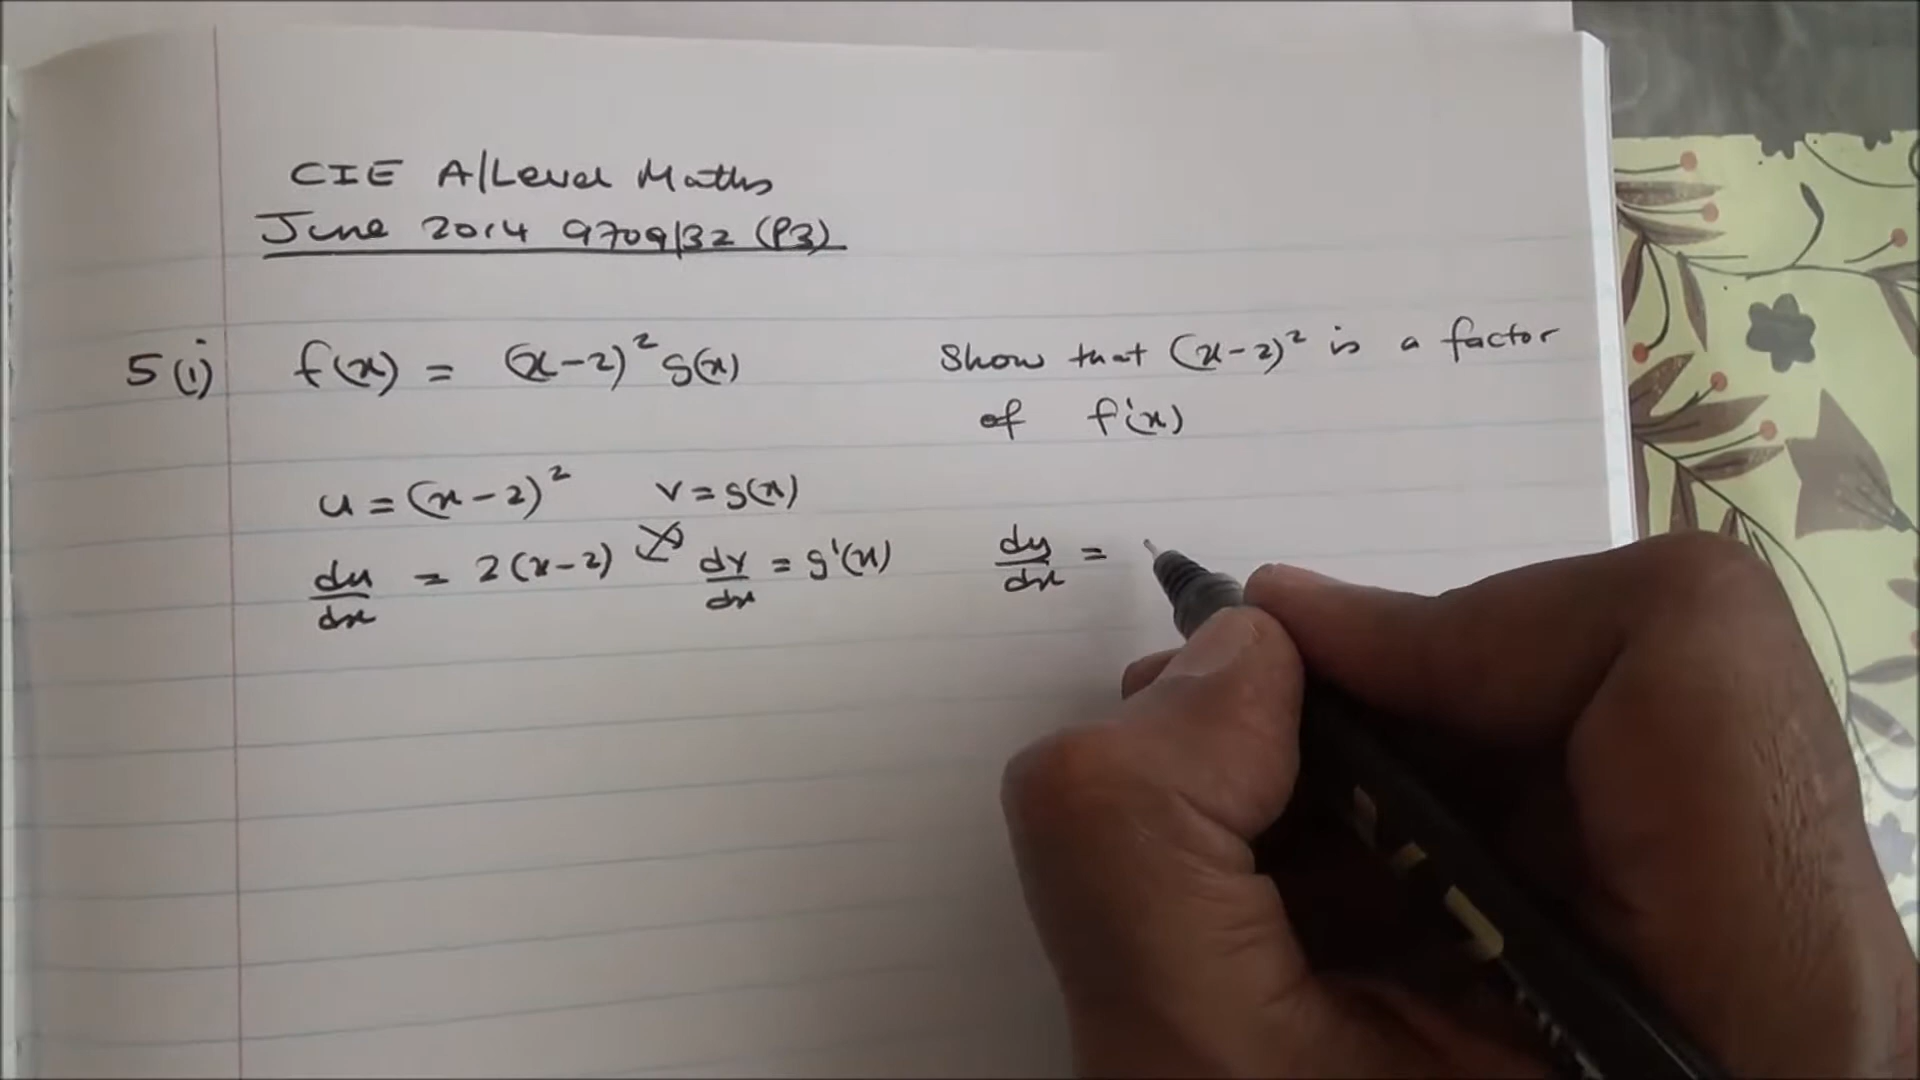 CIE A/Level Maths
June 2014 9709/32 (P3)
5(i) f(x) = (x-2)² g(x)
Show that (x-2)² is a factor
of f'(x)
u = (x-2)² v = g(x)
du/dx = 2(x-2) dv/dx = g'(x) dy/dx =